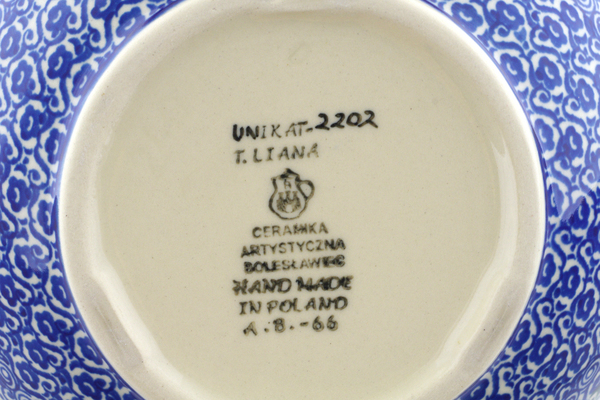 UNIKAT-2202
T. LIANA
CERAMIKA
ARTYSTYCZNA
BOLESŁAWIEC
HAND MADE
IN POLAND
A.B.-66